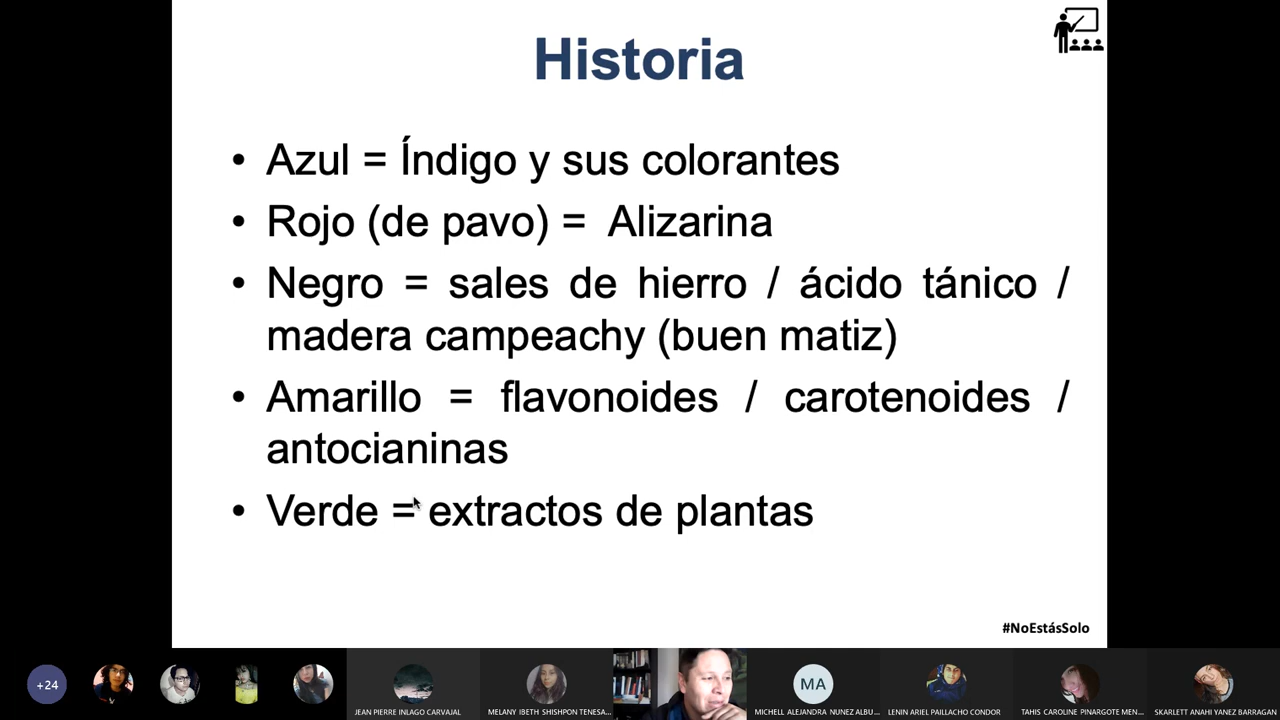 Historia
• Azul = Índigo y sus colorantes
• Rojo (de pavo) = Alizarina
• Negro = sales de hierro / ácido tánico /
madera campeachy (buen matiz)
• Amarillo = flavonoides / carotenoides /
antocianinas
• Verde = extractos de plantas
#NoEstásSolo
+24
JEAN PIERRE INLAGO CARVAJAL
MELANY IBETH SHISHPON TENESA...
MA
MICHELL ALEJANDRA NUNEZ ALBU...
LENIN ARIEL PAILLACHO CONDOR
TAHIS CAROLINE PINARGOTE MEN...
SKARLETT ANAHI YANEZ BARRAGAN